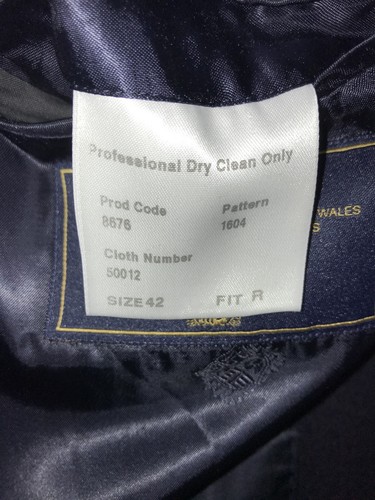 Professional Dry Clean Only
Prod Code Pattern
8676 1604
Cloth Number
50012
SIZE 42 FIT R
WALES
S